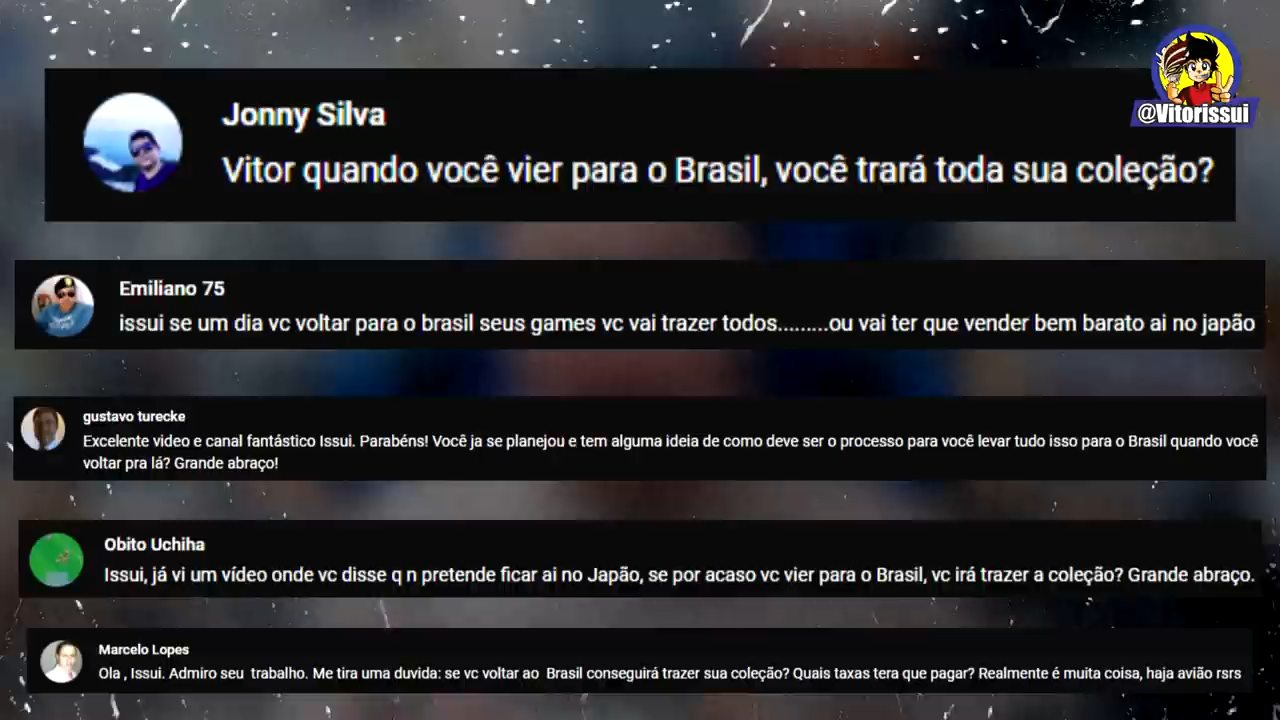 @Vitorissui
Jonny Silva
Vitor quando você vier para o Brasil, você trará toda sua coleção?
Emiliano 75
issui se um dia vc voltar para o brasil seus games vc vai trazer todos.........ou vai ter que vender bem barato ai no japão
gustavo turecke
Excelente video e canal fantástico Issui. Parabéns! Você ja se planejou e tem alguma ideia de como deve ser o processo para você levar tudo isso para o Brasil quando você
voltar pra lá? Grande abraço!
Obito Uchiha
Issui, já vi um vídeo onde vc disse q n pretende ficar ai no Japão, se por acaso vc vier para o Brasil, vc irá trazer a coleção? Grande abraço.
Marcelo Lopes
Ola , Issui. Admiro seu trabalho. Me tira uma duvida: se vc voltar ao Brasil conseguirá trazer sua coleção? Quais taxas tera que pagar? Realmente é muita coisa, haja avião rsrs